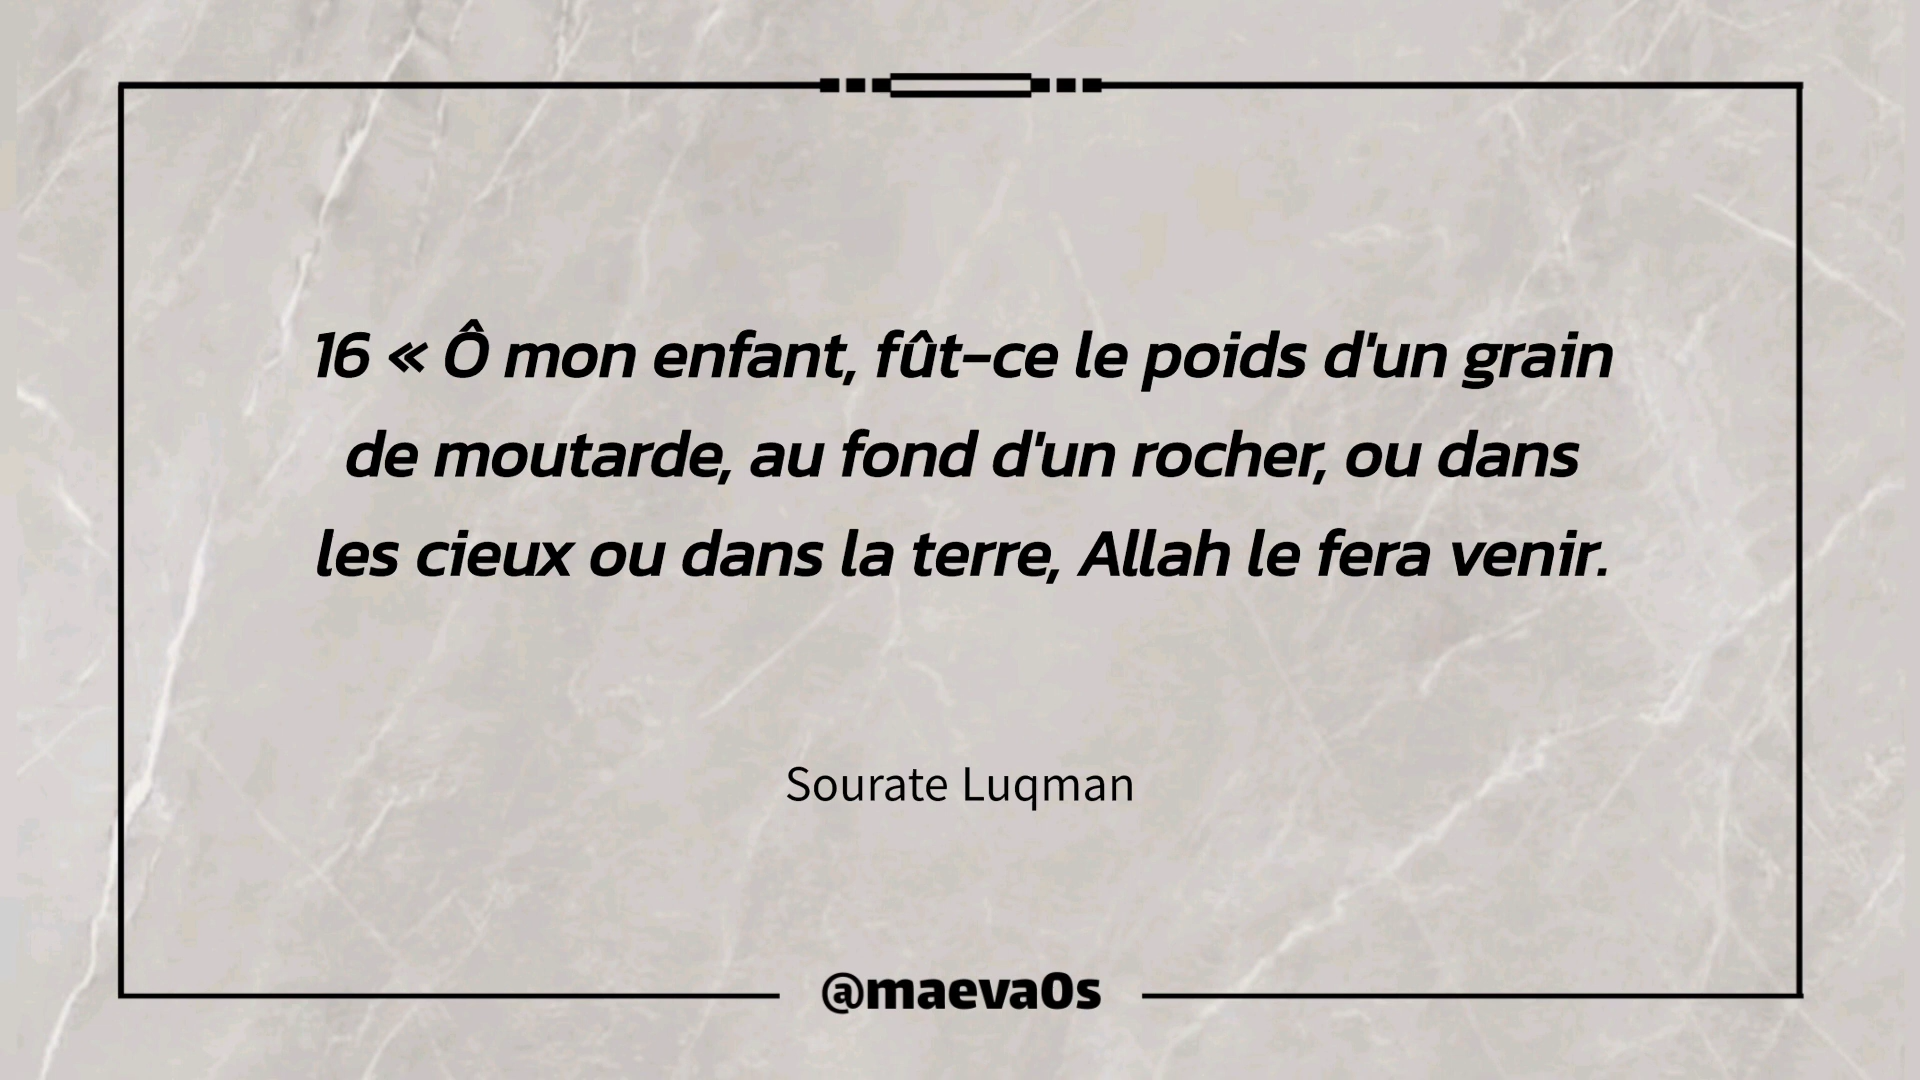 16 « Ô mon enfant, fût-ce le poids d'un grain
de moutarde, au fond d'un rocher, ou dans
les cieux ou dans la terre, Allah le fera venir.
Sourate Luqman
@maeva0s